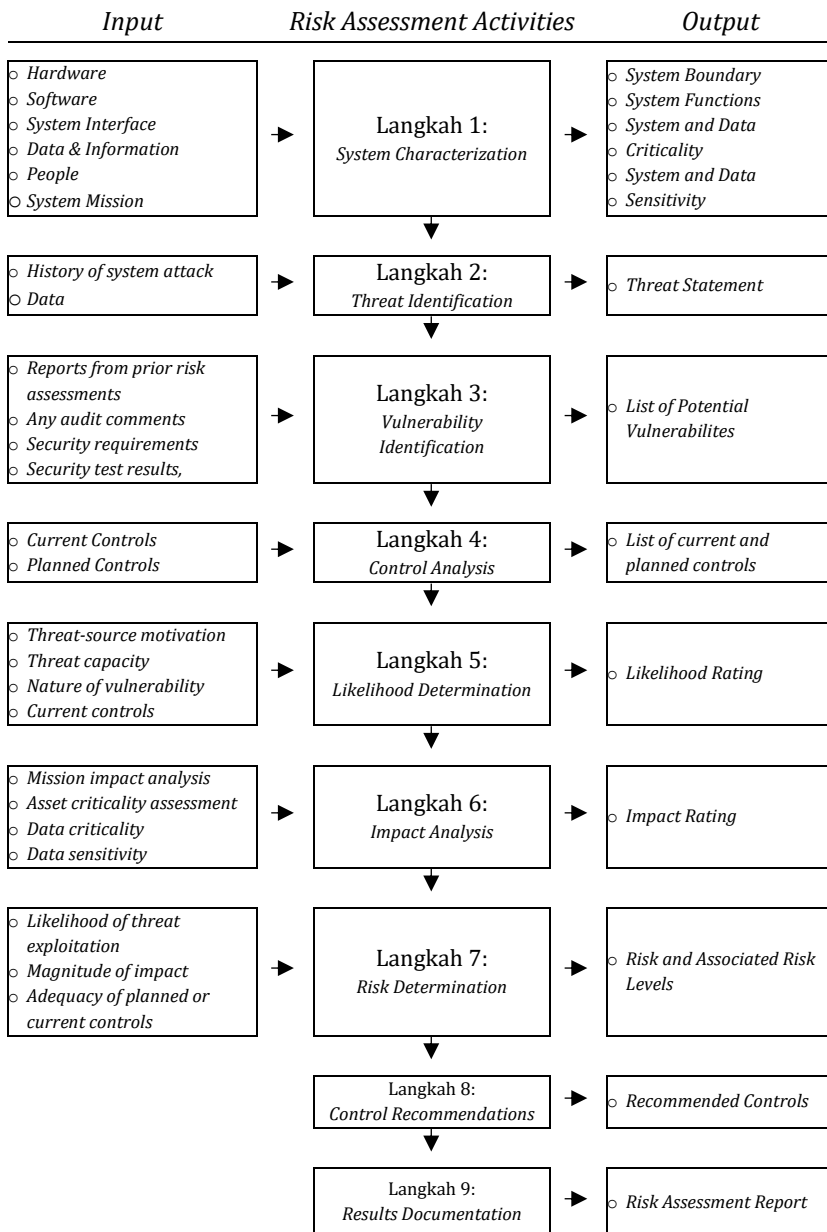 Input Risk Assessment Activities Output
○ Hardware
○ Software
○ System Interface
○ Data & Information
○ People
○ System Mission
Langkah 1:
System Characterization
○ System Boundary
○ System Functions
○ System and Data
○ Criticality
○ System and Data
○ Sensitivity
○ History of system attack
○ Data
Langkah 2:
Threat Identification
○ Threat Statement
○ Reports from prior risk
assessments
○ Any audit comments
○ Security requirements
○ Security test results,
Langkah 3:
Vulnerability
Identification
○ List of Potential
Vulnerabilites
○ Current Controls
○ Planned Controls
Langkah 4:
Control Analysis
○ List of current and
planned controls
○ Threat-source motivation
○ Threat capacity
○ Nature of vulnerability
○ Current controls
Langkah 5:
Likelihood Determination
○ Likelihood Rating
○ Mission impact analysis
○ Asset criticality assessment
○ Data criticality
○ Data sensitivity
Langkah 6:
Impact Analysis
○ Impact Rating
○ Likelihood of threat
exploitation
○ Magnitude of impact
○ Adequacy of planned or
current controls
Langkah 7:
Risk Determination
○ Risk and Associated Risk
Levels
Langkah 8:
Control Recommendations
○ Recommended Controls
Langkah 9:
Results Documentation
○ Risk Assessment Report